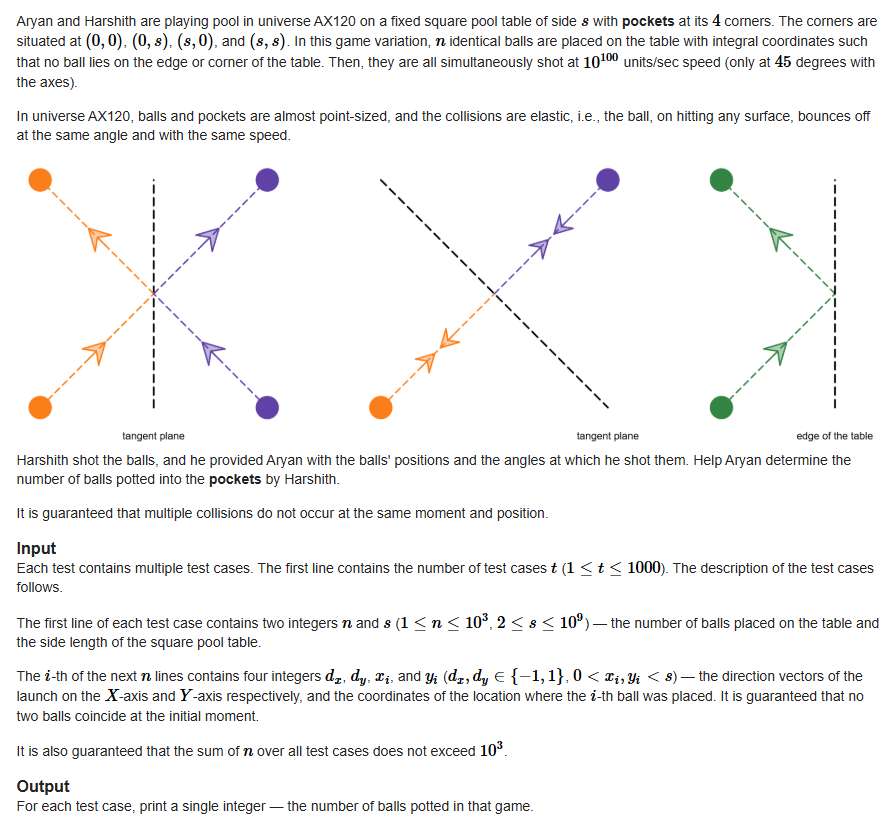 Aryan and Harshith are playing pool in universe AX120 on a fixed square pool table of side s with pockets at its 4 corners. The corners are
situated at (0, 0), (0, s), (s, 0), and (s, s). In this game variation, n identical balls are placed on the table with integral coordinates such
that no ball lies on the edge or corner of the table. Then, they are all simultaneously shot at 10^100 units/sec speed (only at 45 degrees with
the axes).
In universe AX120, balls and pockets are almost point-sized, and the collisions are elastic, i.e., the ball, on hitting any surface, bounces off
at the same angle and with the same speed.
tangent plane
tangent plane
edge of the table
Harshith shot the balls, and he provided Aryan with the balls' positions and the angles at which he shot them. Help Aryan determine the
number of balls potted into the pockets by Harshith.
It is guaranteed that multiple collisions do not occur at the same moment and position.
Input
Each test contains multiple test cases. The first line contains the number of test cases t (1 ≤ t ≤ 1000). The description of the test cases
follows.
The first line of each test case contains two integers n and s (1 ≤ n ≤ 10^3, 2 ≤ s ≤ 10^9) — the number of balls placed on the table and
the side length of the square pool table.
The i-th of the next n lines contains four integers d_x, d_y, x_i, and y_i (d_x, d_y ∈ {−1, 1}, 0 < x_i, y_i < s) — the direction vectors of the
launch on the X-axis and Y-axis respectively, and the coordinates of the location where the i-th ball was placed. It is guaranteed that no
two balls coincide at the initial moment.
It is also guaranteed that the sum of n over all test cases does not exceed 10^3.
Output
For each test case, print a single integer — the number of balls potted in that game.